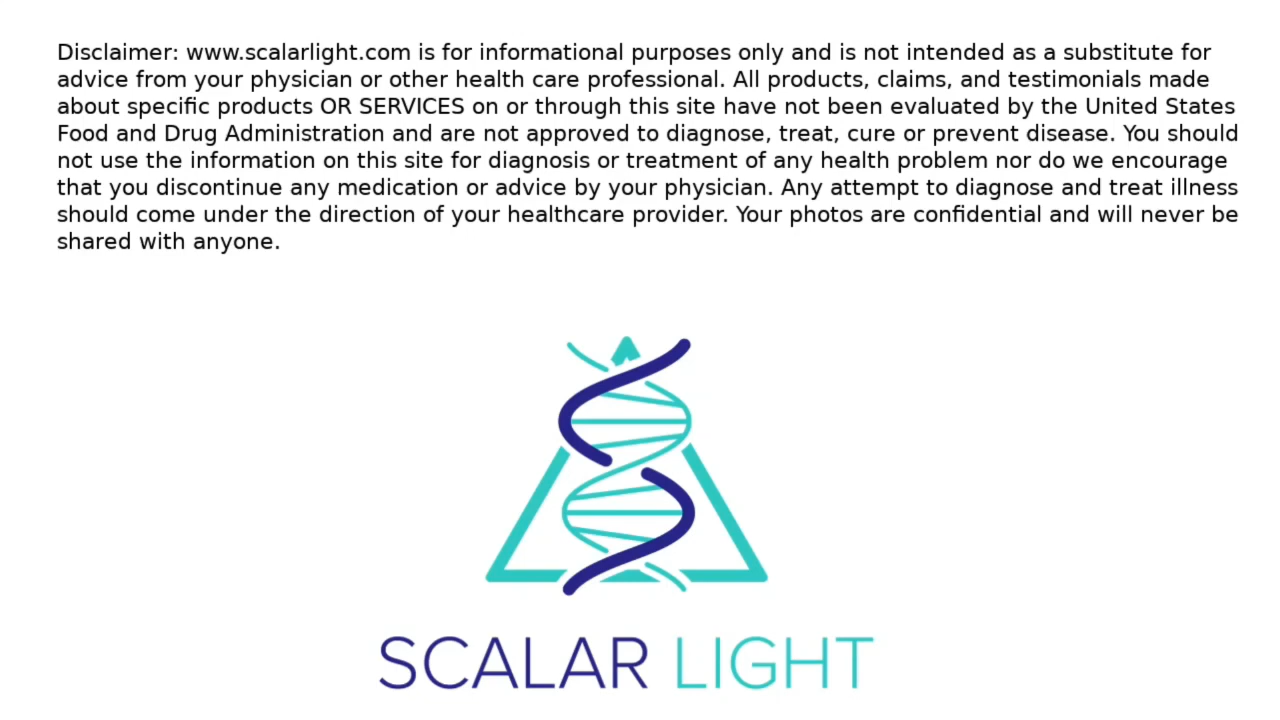 Disclaimer: www.scalarlight.com is for informational purposes only and is not intended as a substitute for
advice from your physician or other health care professional. All products, claims, and testimonials made
about specific products OR SERVICES on or through this site have not been evaluated by the United States
Food and Drug Administration and are not approved to diagnose, treat, cure or prevent disease. You should
not use the information on this site for diagnosis or treatment of any health problem nor do we encourage
that you discontinue any medication or advice by your physician. Any attempt to diagnose and treat illness
should come under the direction of your healthcare provider. Your photos are confidential and will never be
shared with anyone.
SCALAR LIGHT